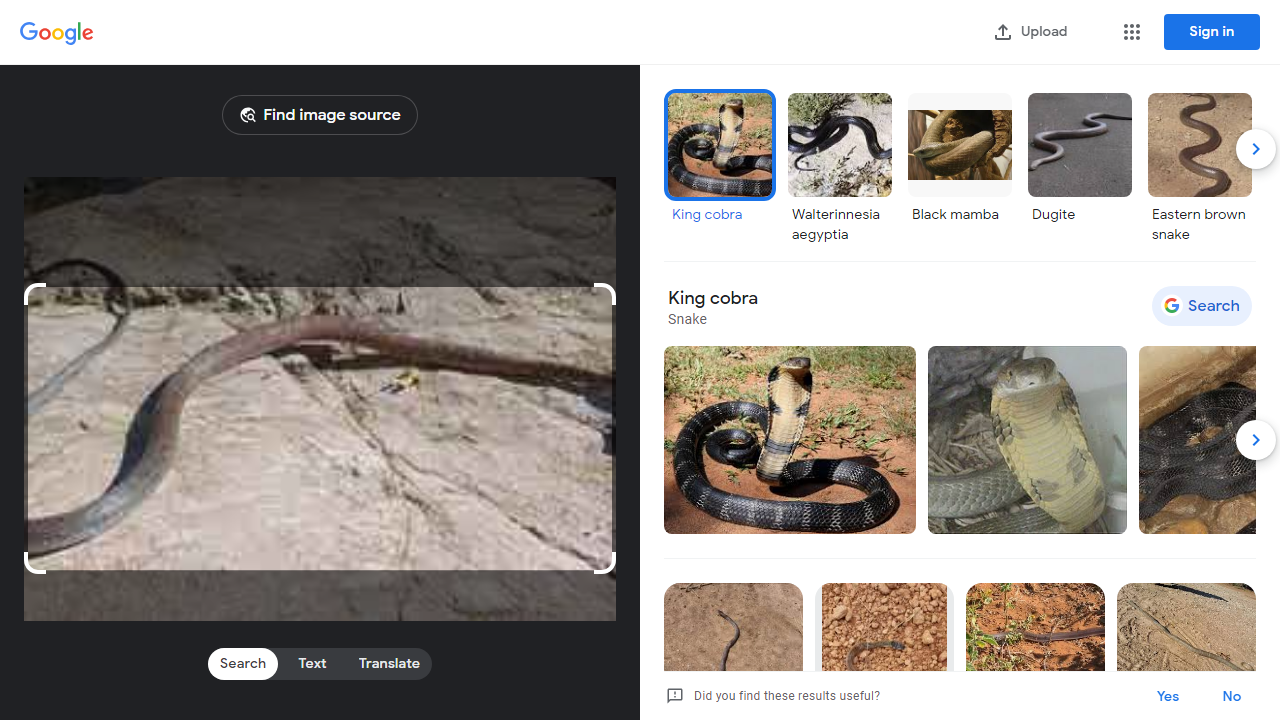 Google
Upload
Sign in
Find image source
King cobra
Walterinnesia
aegyptia
Black mamba
Dugite
Eastern brown
snake
King cobra
Search
Snake
Search
Text
Translate
Did you find these results useful?
Yes
No